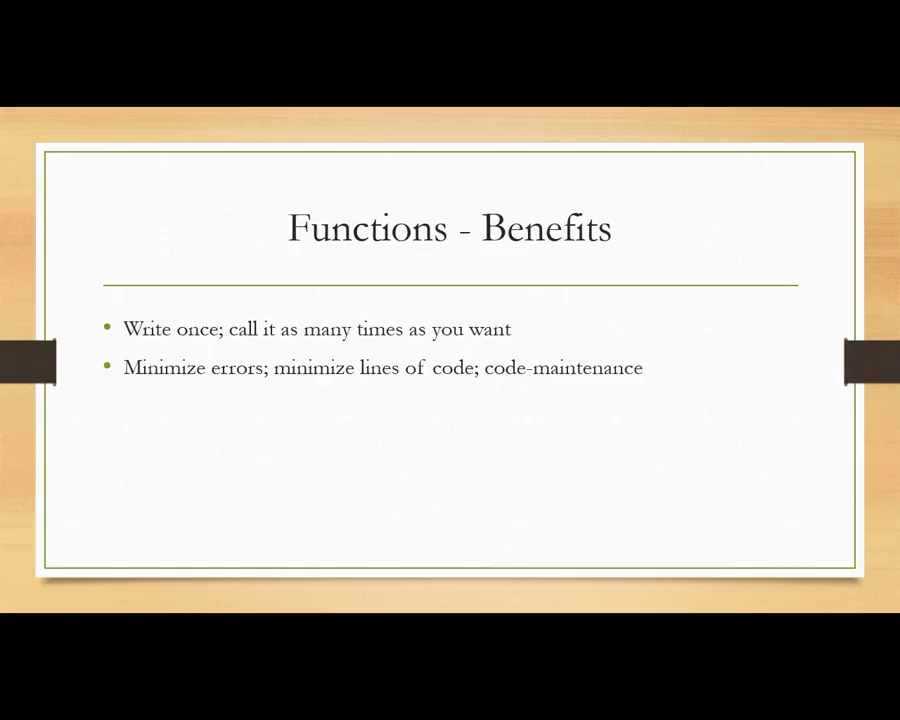 Functions - Benefits
Write once; call it as many times as you want
Minimize errors; minimize lines of code; code-maintenance